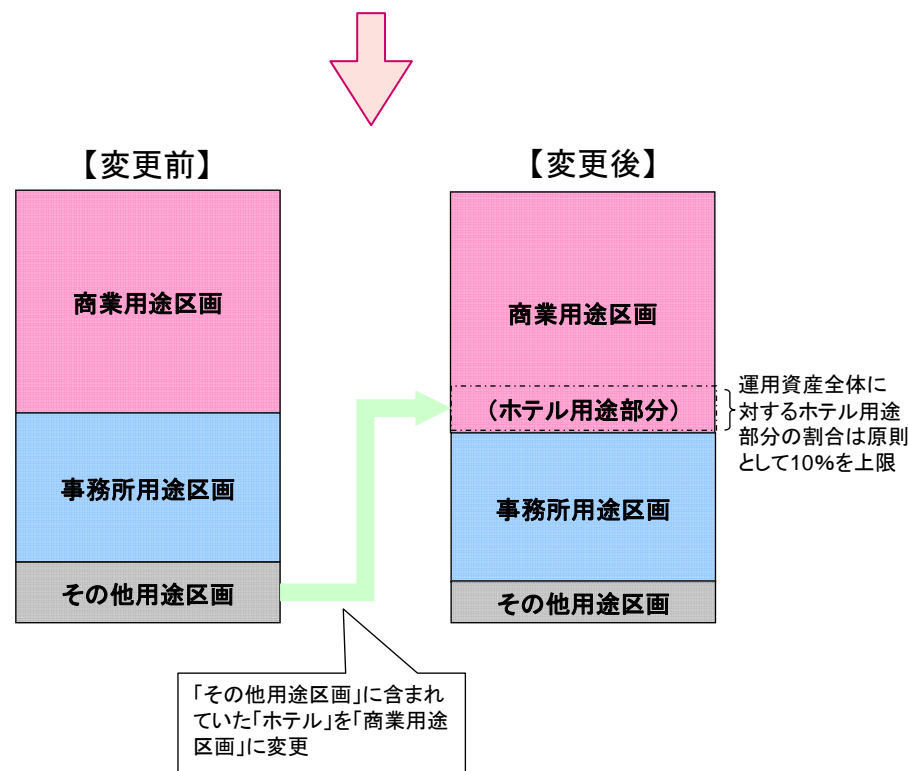 【変更前】
商業用途区画
事務所用途区画
その他用途区画
【変更後】
商業用途区画
（ホテル用途部分）
事務所用途区画
その他用途区画
運用資産全体に
対するホテル用途
部分の割合は原則
として10％を上限
「その他用途区画」に含まれ
ていた「ホテル」を「商業用途
区画」に変更